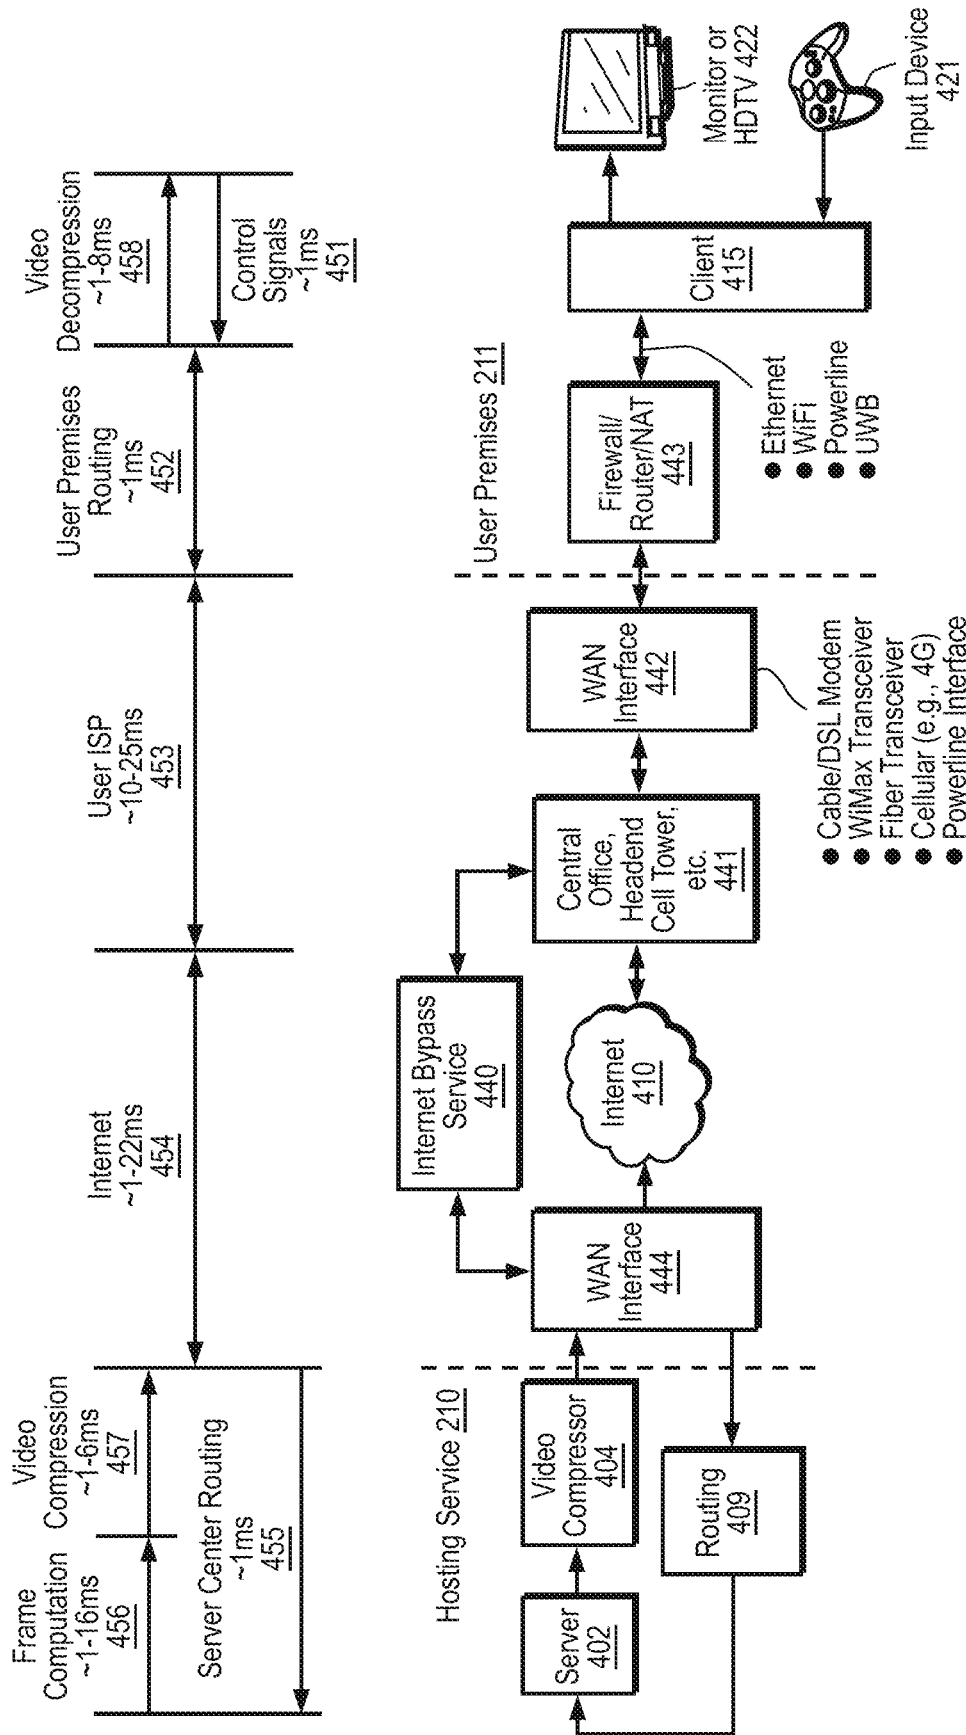 Frame
Computation
~1-16ms
456
Video
Compression
~1-6ms
457
Server Center Routing
~1ms
455
Internet
~1-22ms
454
User ISP
~10-25ms
453
User Premises
Routing
~1ms
452
Video
Decompression
~1-8ms
458
Control
Signals
~1ms
451
Hosting Service 210
Server
402
Video
Compressor
404
Routing
409
WAN
Interface
444
Internet Bypass
Service
440
Internet
410
Central
Office,
Headend
Cell Tower,
etc.
441
WAN
Interface
442
● Cable/DSL Modem
● WiMax Transceiver
● Fiber Transceiver
● Cellular (e.g., 4G)
● Powerline Interface
User Premises 211
Firewall/
Router/NAT
443
● Ethernet
● WiFi
● Powerline
● UWB
Client
415
Monitor or
HDTV 422
Input Device
421